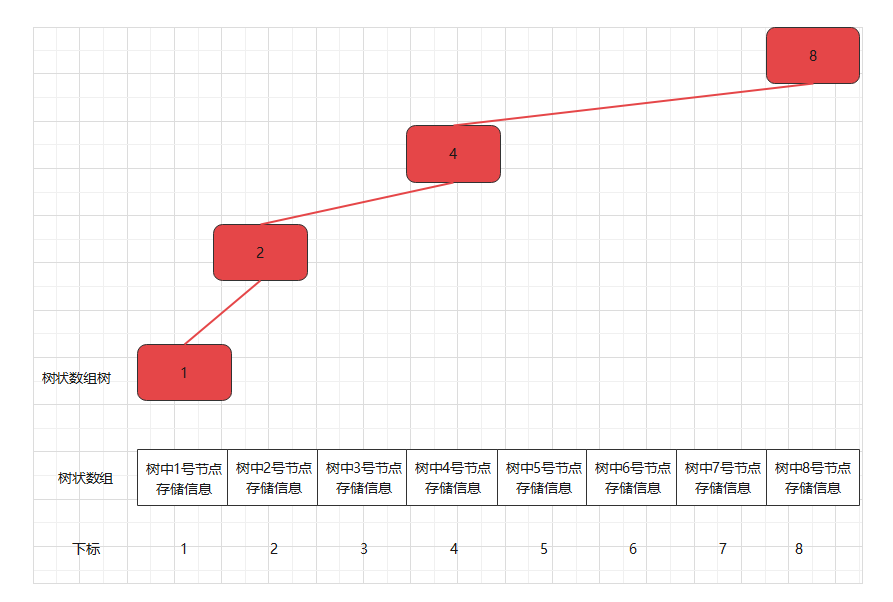 8
4
2
1
树状数组树
树状数组
树中1号节点
存储信息
树中2号节点
存储信息
树中3号节点
存储信息
树中4号节点
存储信息
树中5号节点
存储信息
树中6号节点
存储信息
树中7号节点
存储信息
树中8号节点
存储信息
下标 1 2 3 4 5 6 7 8